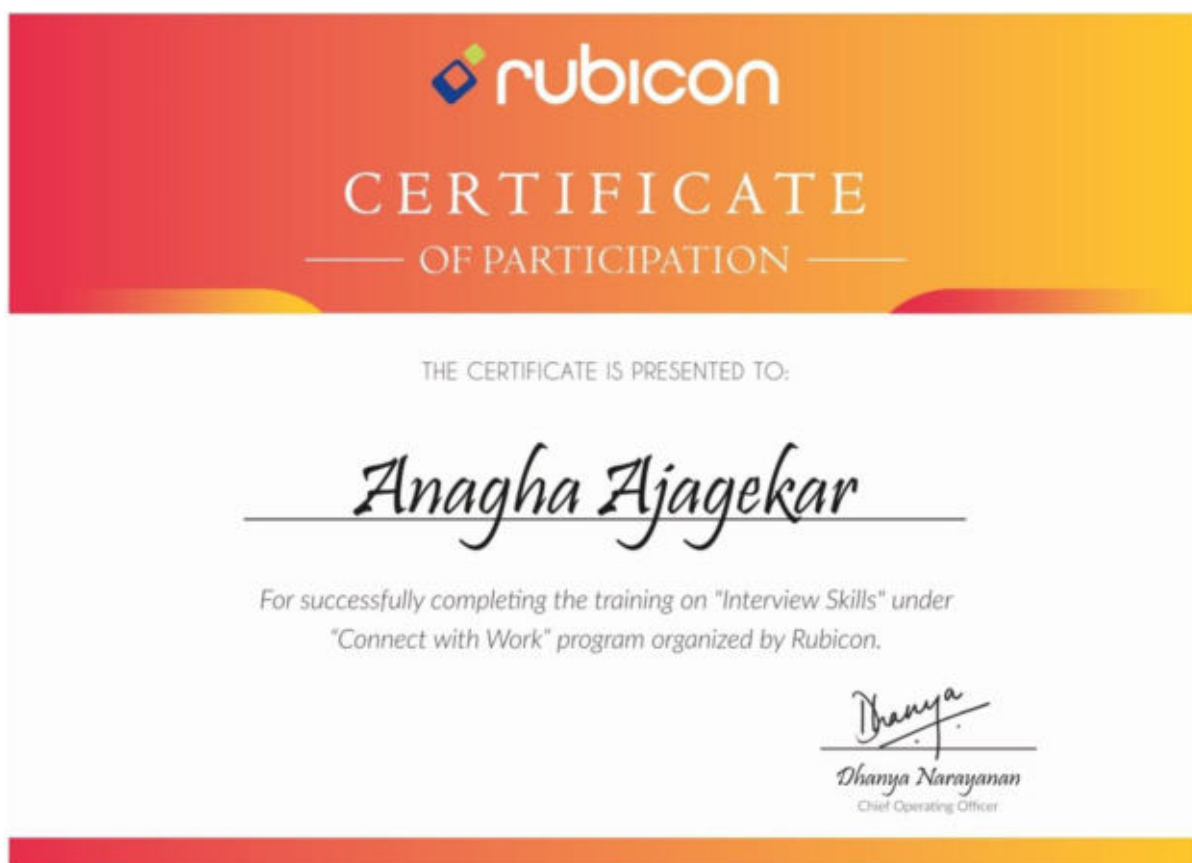 rubicon
CERTIFICATE
OF PARTICIPATION
THE CERTIFICATE IS PRESENTED TO:
Anagha Ajagekar
For successfully completing the training on "Interview Skills" under
"Connect with Work" program organized by Rubicon.
Dhanya
Dhanya Narayanan
Chief Operating Officer